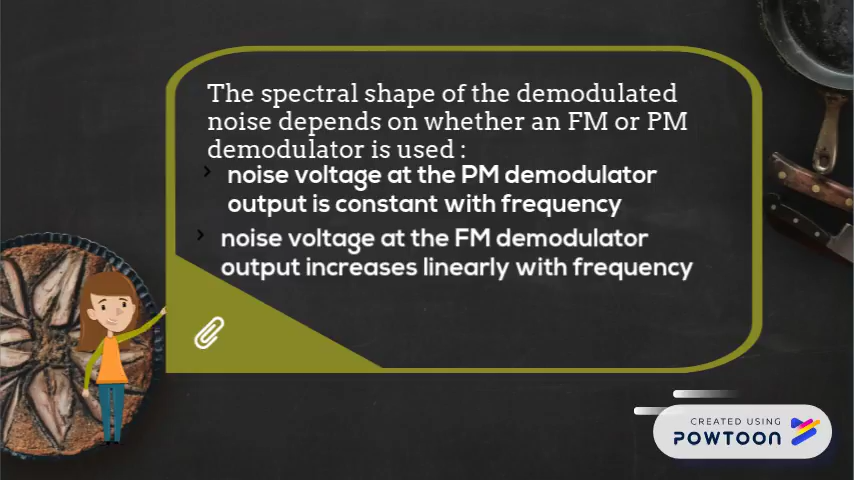 The spectral shape of the demodulated
noise depends on whether an FM or PM
demodulator is used :
noise voltage at the PM demodulator
output is constant with frequency
noise voltage at the FM demodulator
output increases linearly with frequency
CREATED USING
POWTOON